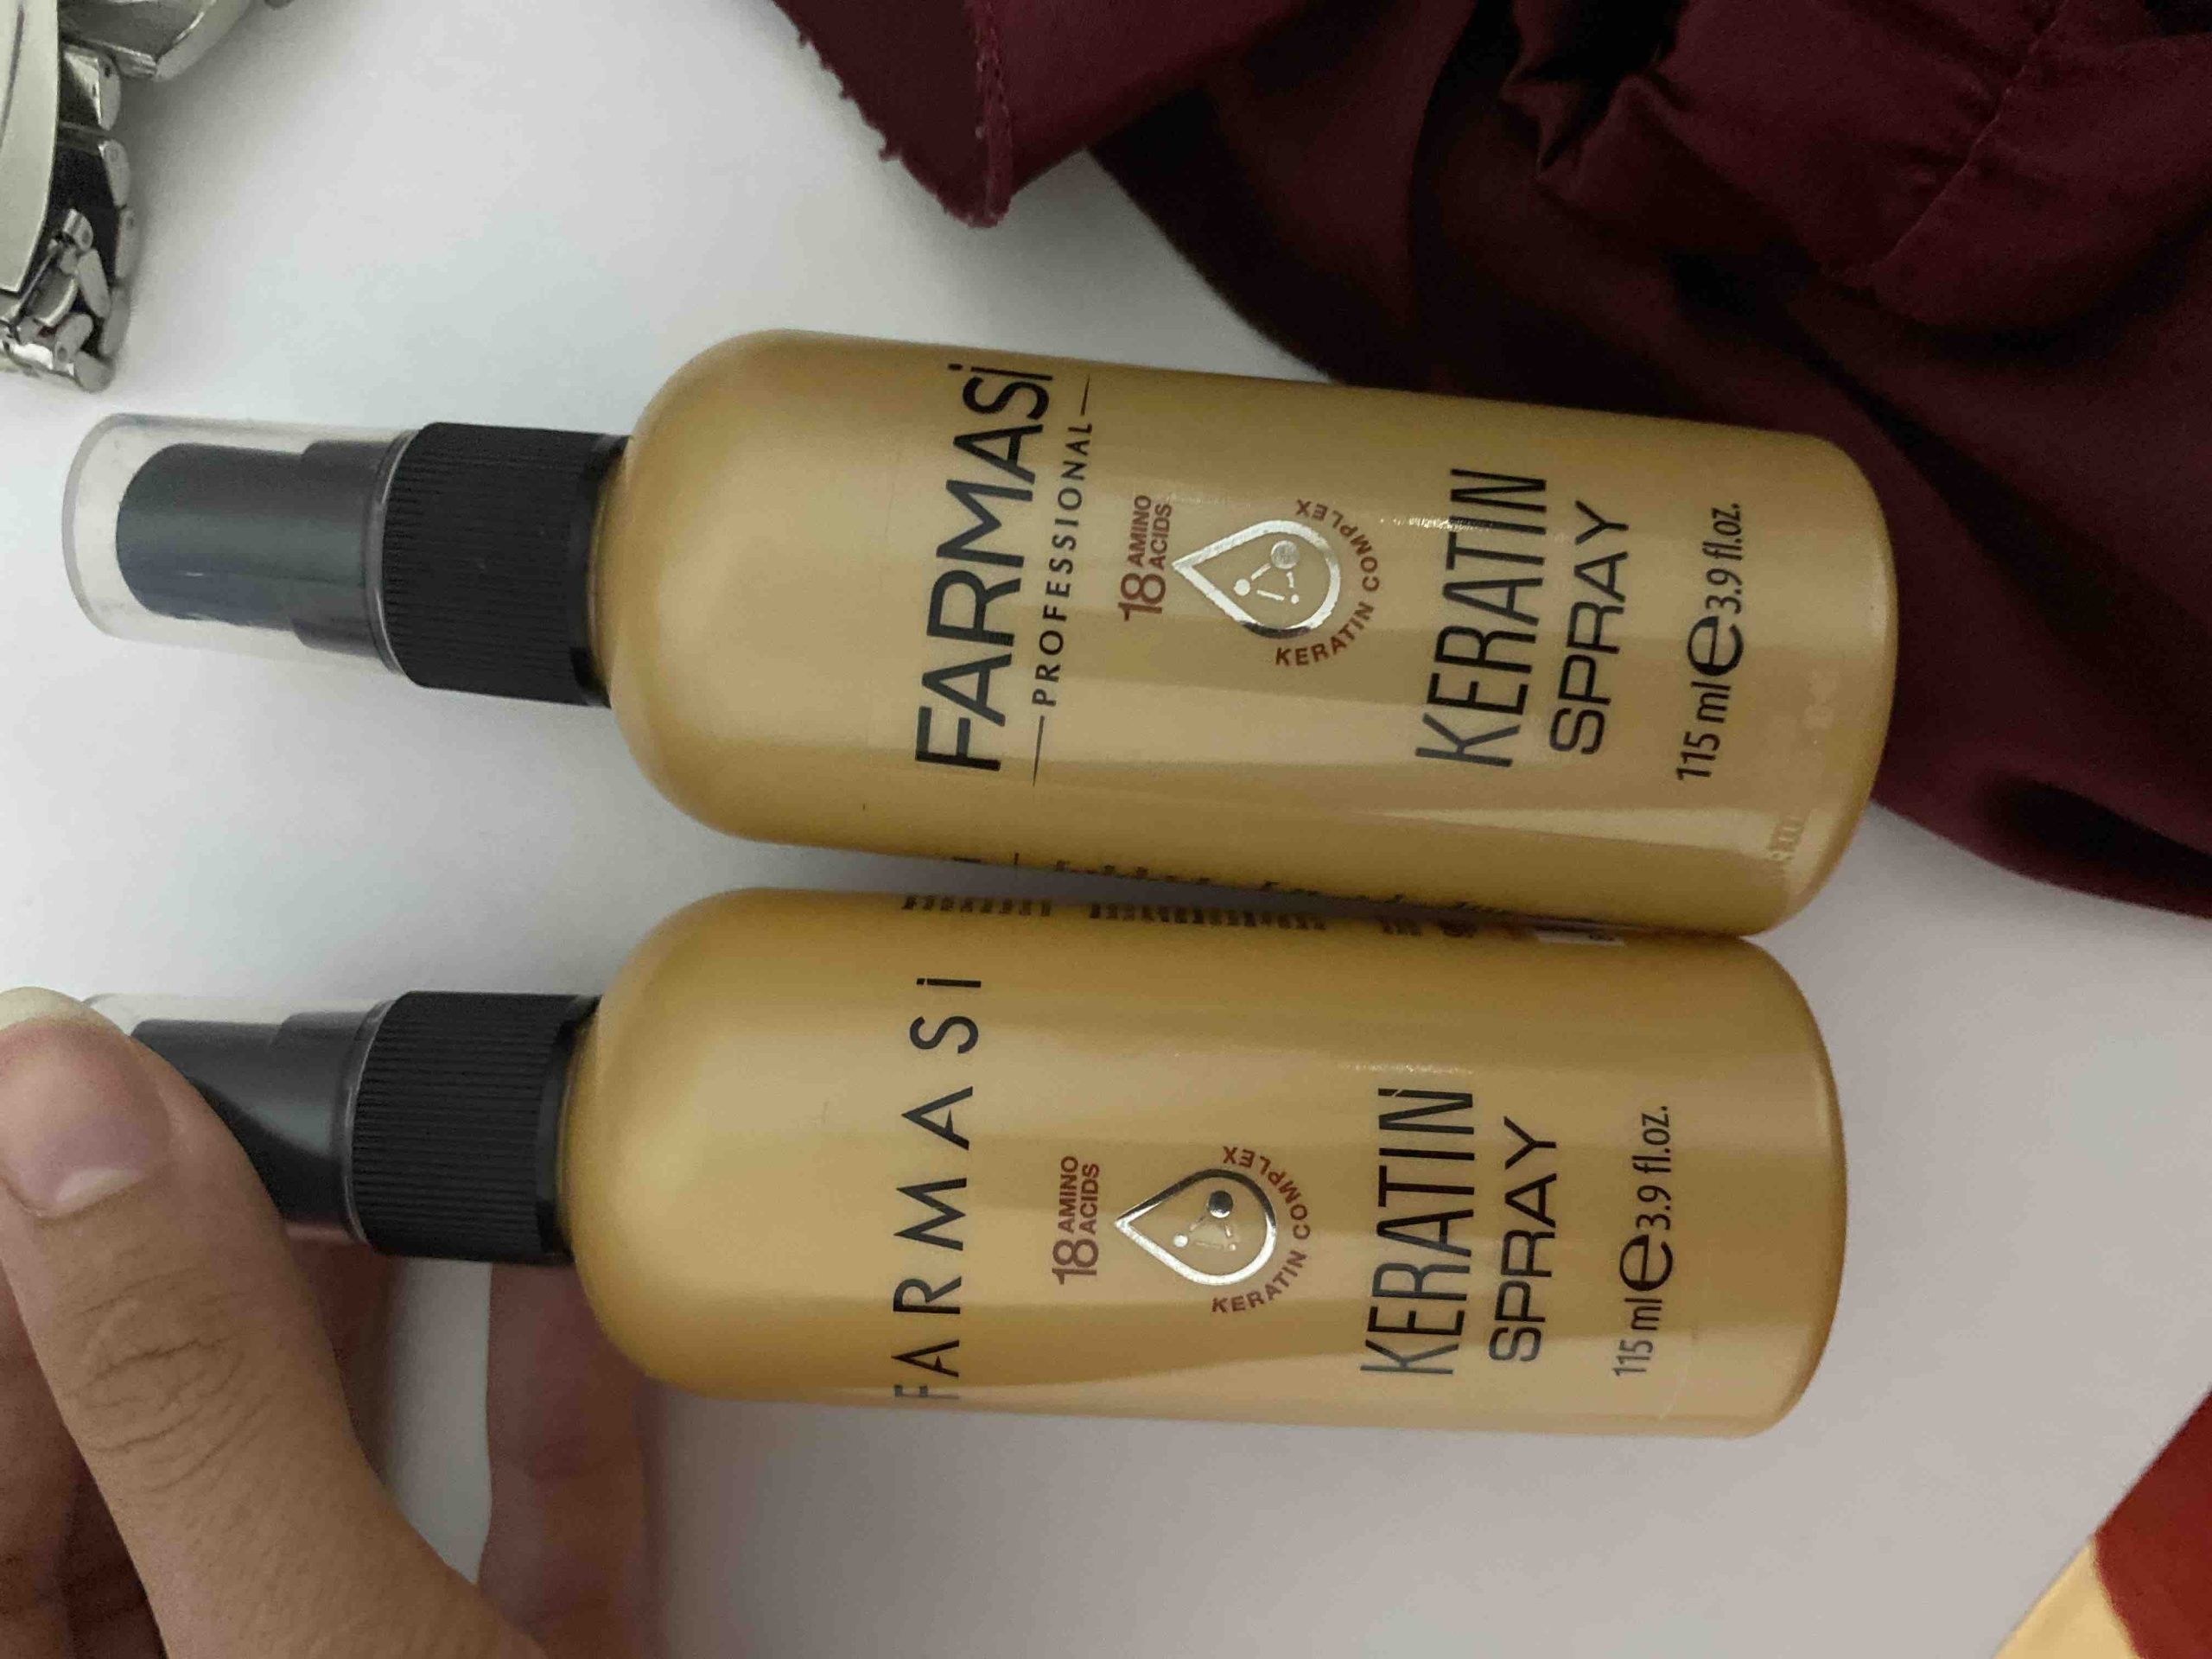 FARMASi
PROFESSIONAL
18 AMINO
ACIDS
KERATIN COMPLEX
KERATIN
SPRAY
115 ml e 3.9 fl.oz.
FARMASi
18 AMINO
ACIDS
KERATIN COMPLEX
KERATIN
SPRAY
115 ml e 3.9 fl.oz.